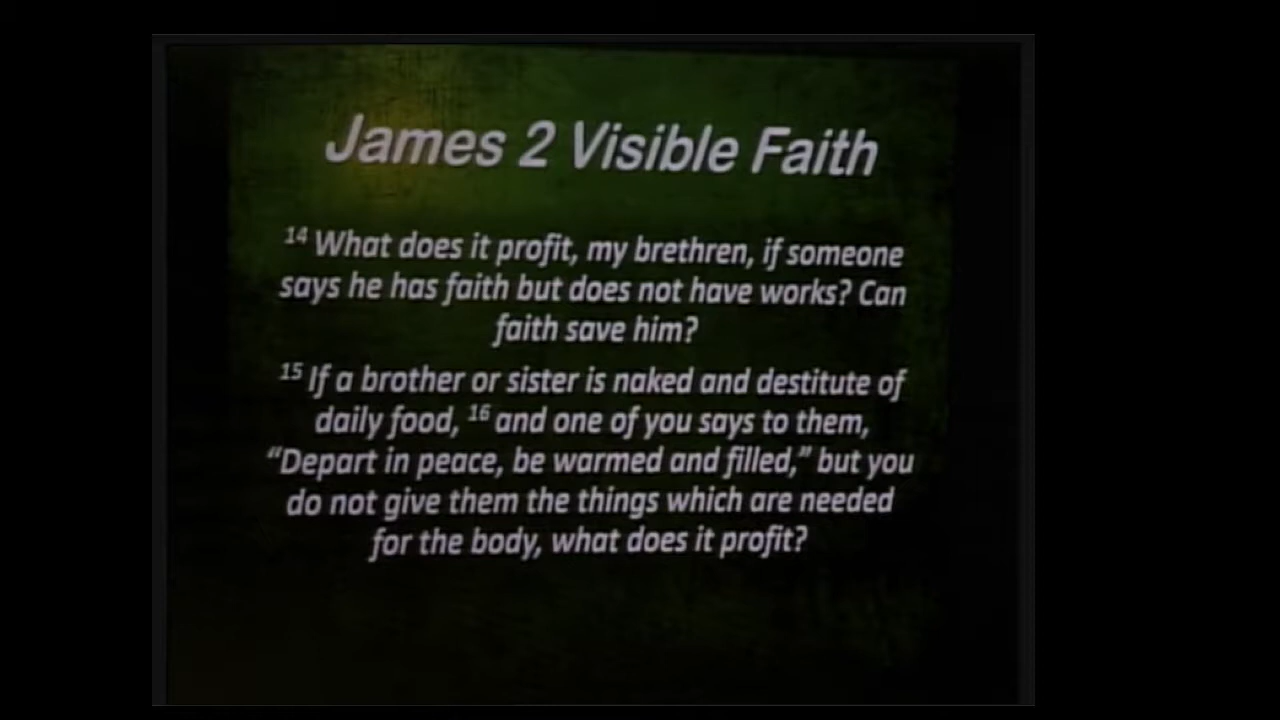 James 2 Visible Faith
14 What does it profit, my brethren, if someone
says he has faith but does not have works? Can
faith save him?
15 If a brother or sister is naked and destitute of
daily food, 16 and one of you says to them,
“Depart in peace, be warmed and filled,” but you
do not give them the things which are needed
for the body, what does it profit?